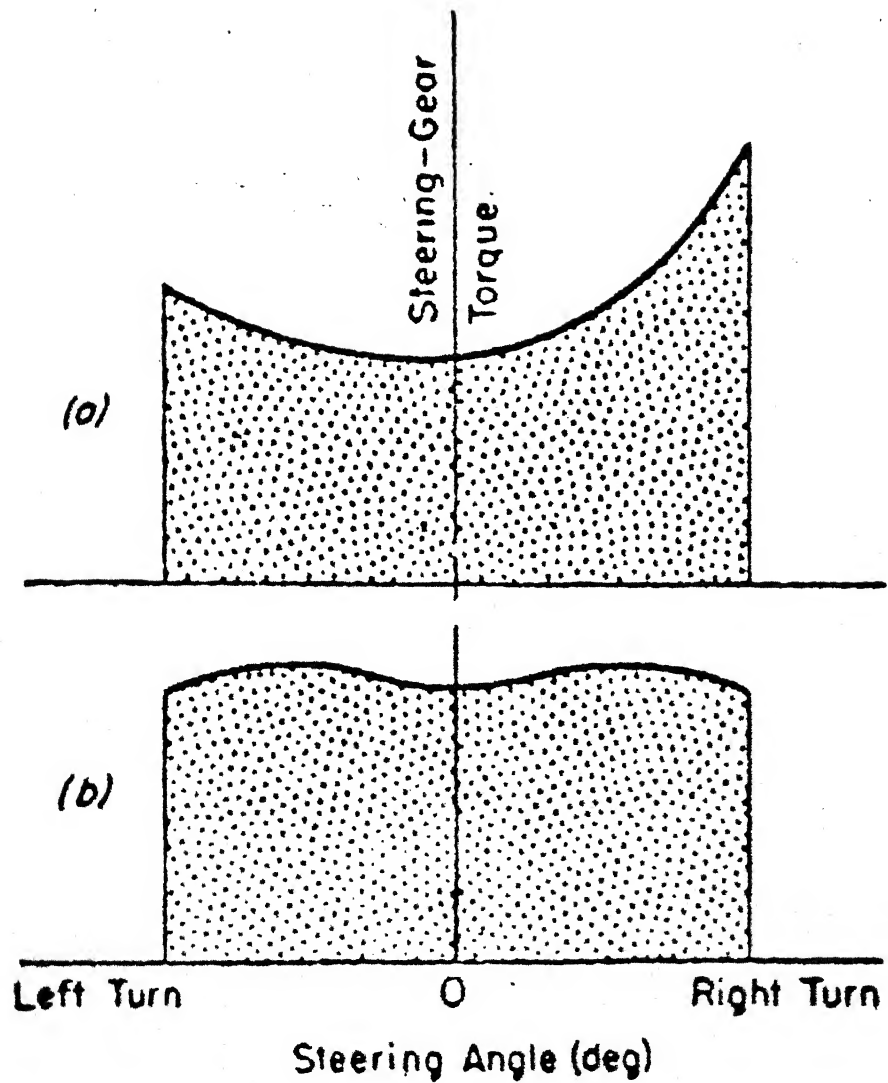 Steering-Gear
Torque.
(a)
(b)
Left Turn
0
Right Turn
Steering Angle (deg)